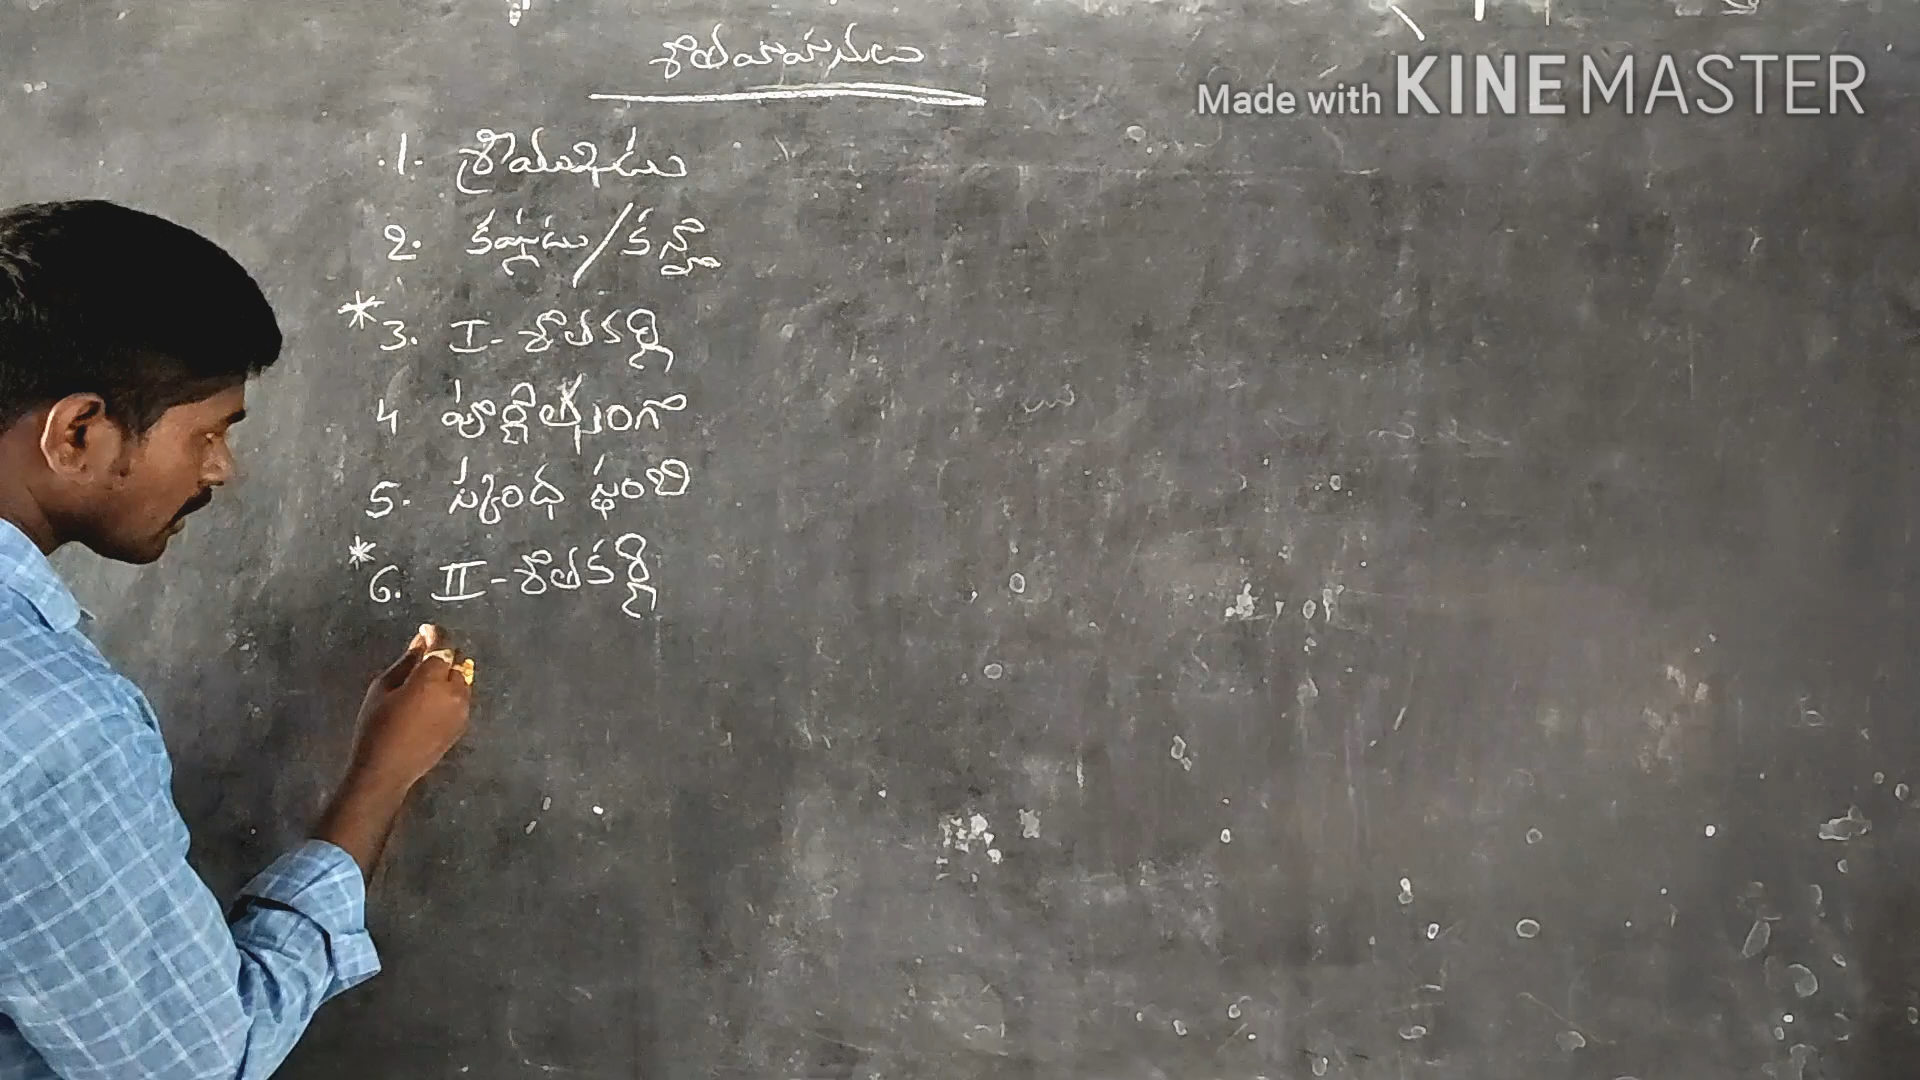 శాతవాహనులు
Made with KINEMASTER
1. శ్రీముఖుడు
2. కృష్ణుడు/కన్హా
* 3. I - శాతకర్ణి
4 పూర్ణోత్సంగా
5. స్కంధ స్థంబి
* 6. II - శాతకర్ణి